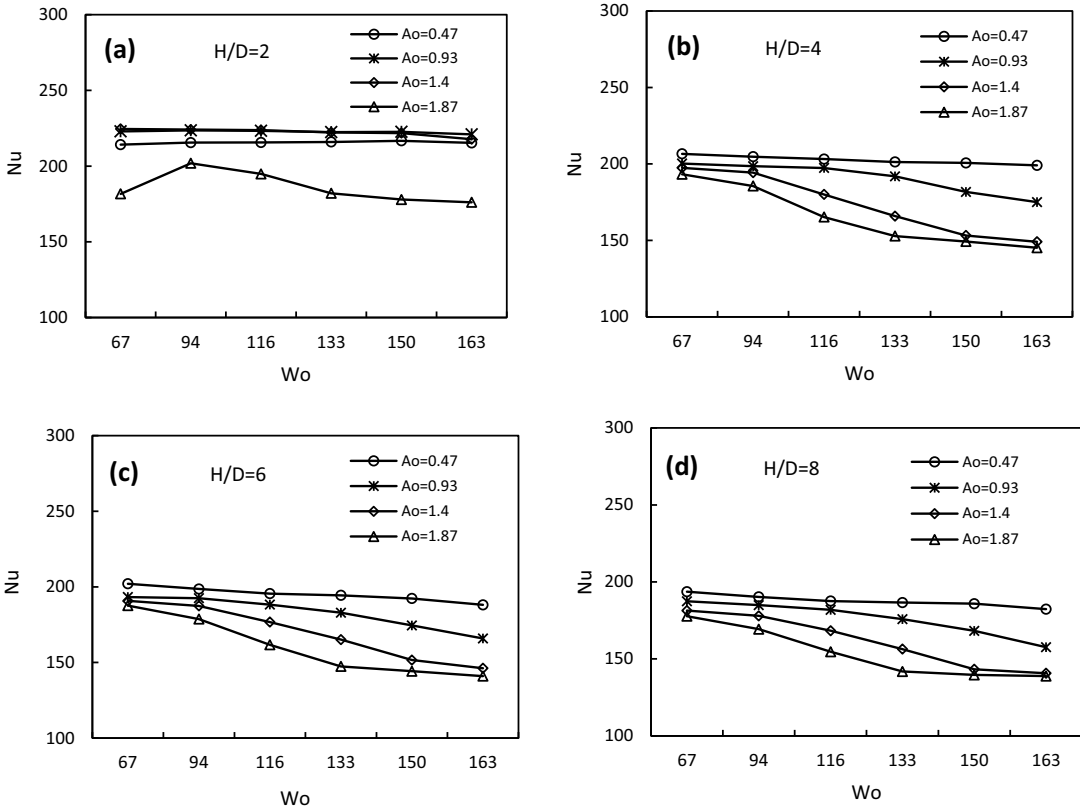 (a)
H/D=2
Ao=0.47
Ao=0.93
Ao=1.4
Ao=1.87
300
250
200
150
100
Nu
67 94 116 133 150 163
Wo
(b)
H/D=4
Ao=0.47
Ao=0.93
Ao=1.4
Ao=1.87
300
250
200
150
100
Nu
67 94 116 133 150 163
Wo
(c)
H/D=6
Ao=0.47
Ao=0.93
Ao=1.4
Ao=1.87
300
250
200
150
100
Nu
67 94 116 133 150 163
Wo
(d)
H/D=8
Ao=0.47
Ao=0.93
Ao=1.4
Ao=1.87
300
250
200
150
100
Nu
67 94 116 133 150 163
Wo